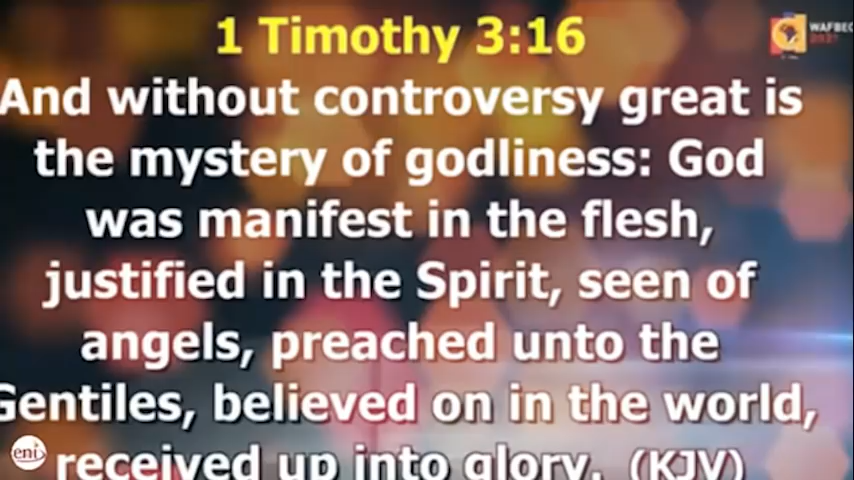 1 Timothy 3:16
WAFBEC
And without controversy great is
the mystery of godliness: God
was manifest in the flesh,
justified in the Spirit, seen of
angels, preached unto the
Gentiles, believed on in the world,
received up into glory. (KJV)
eni